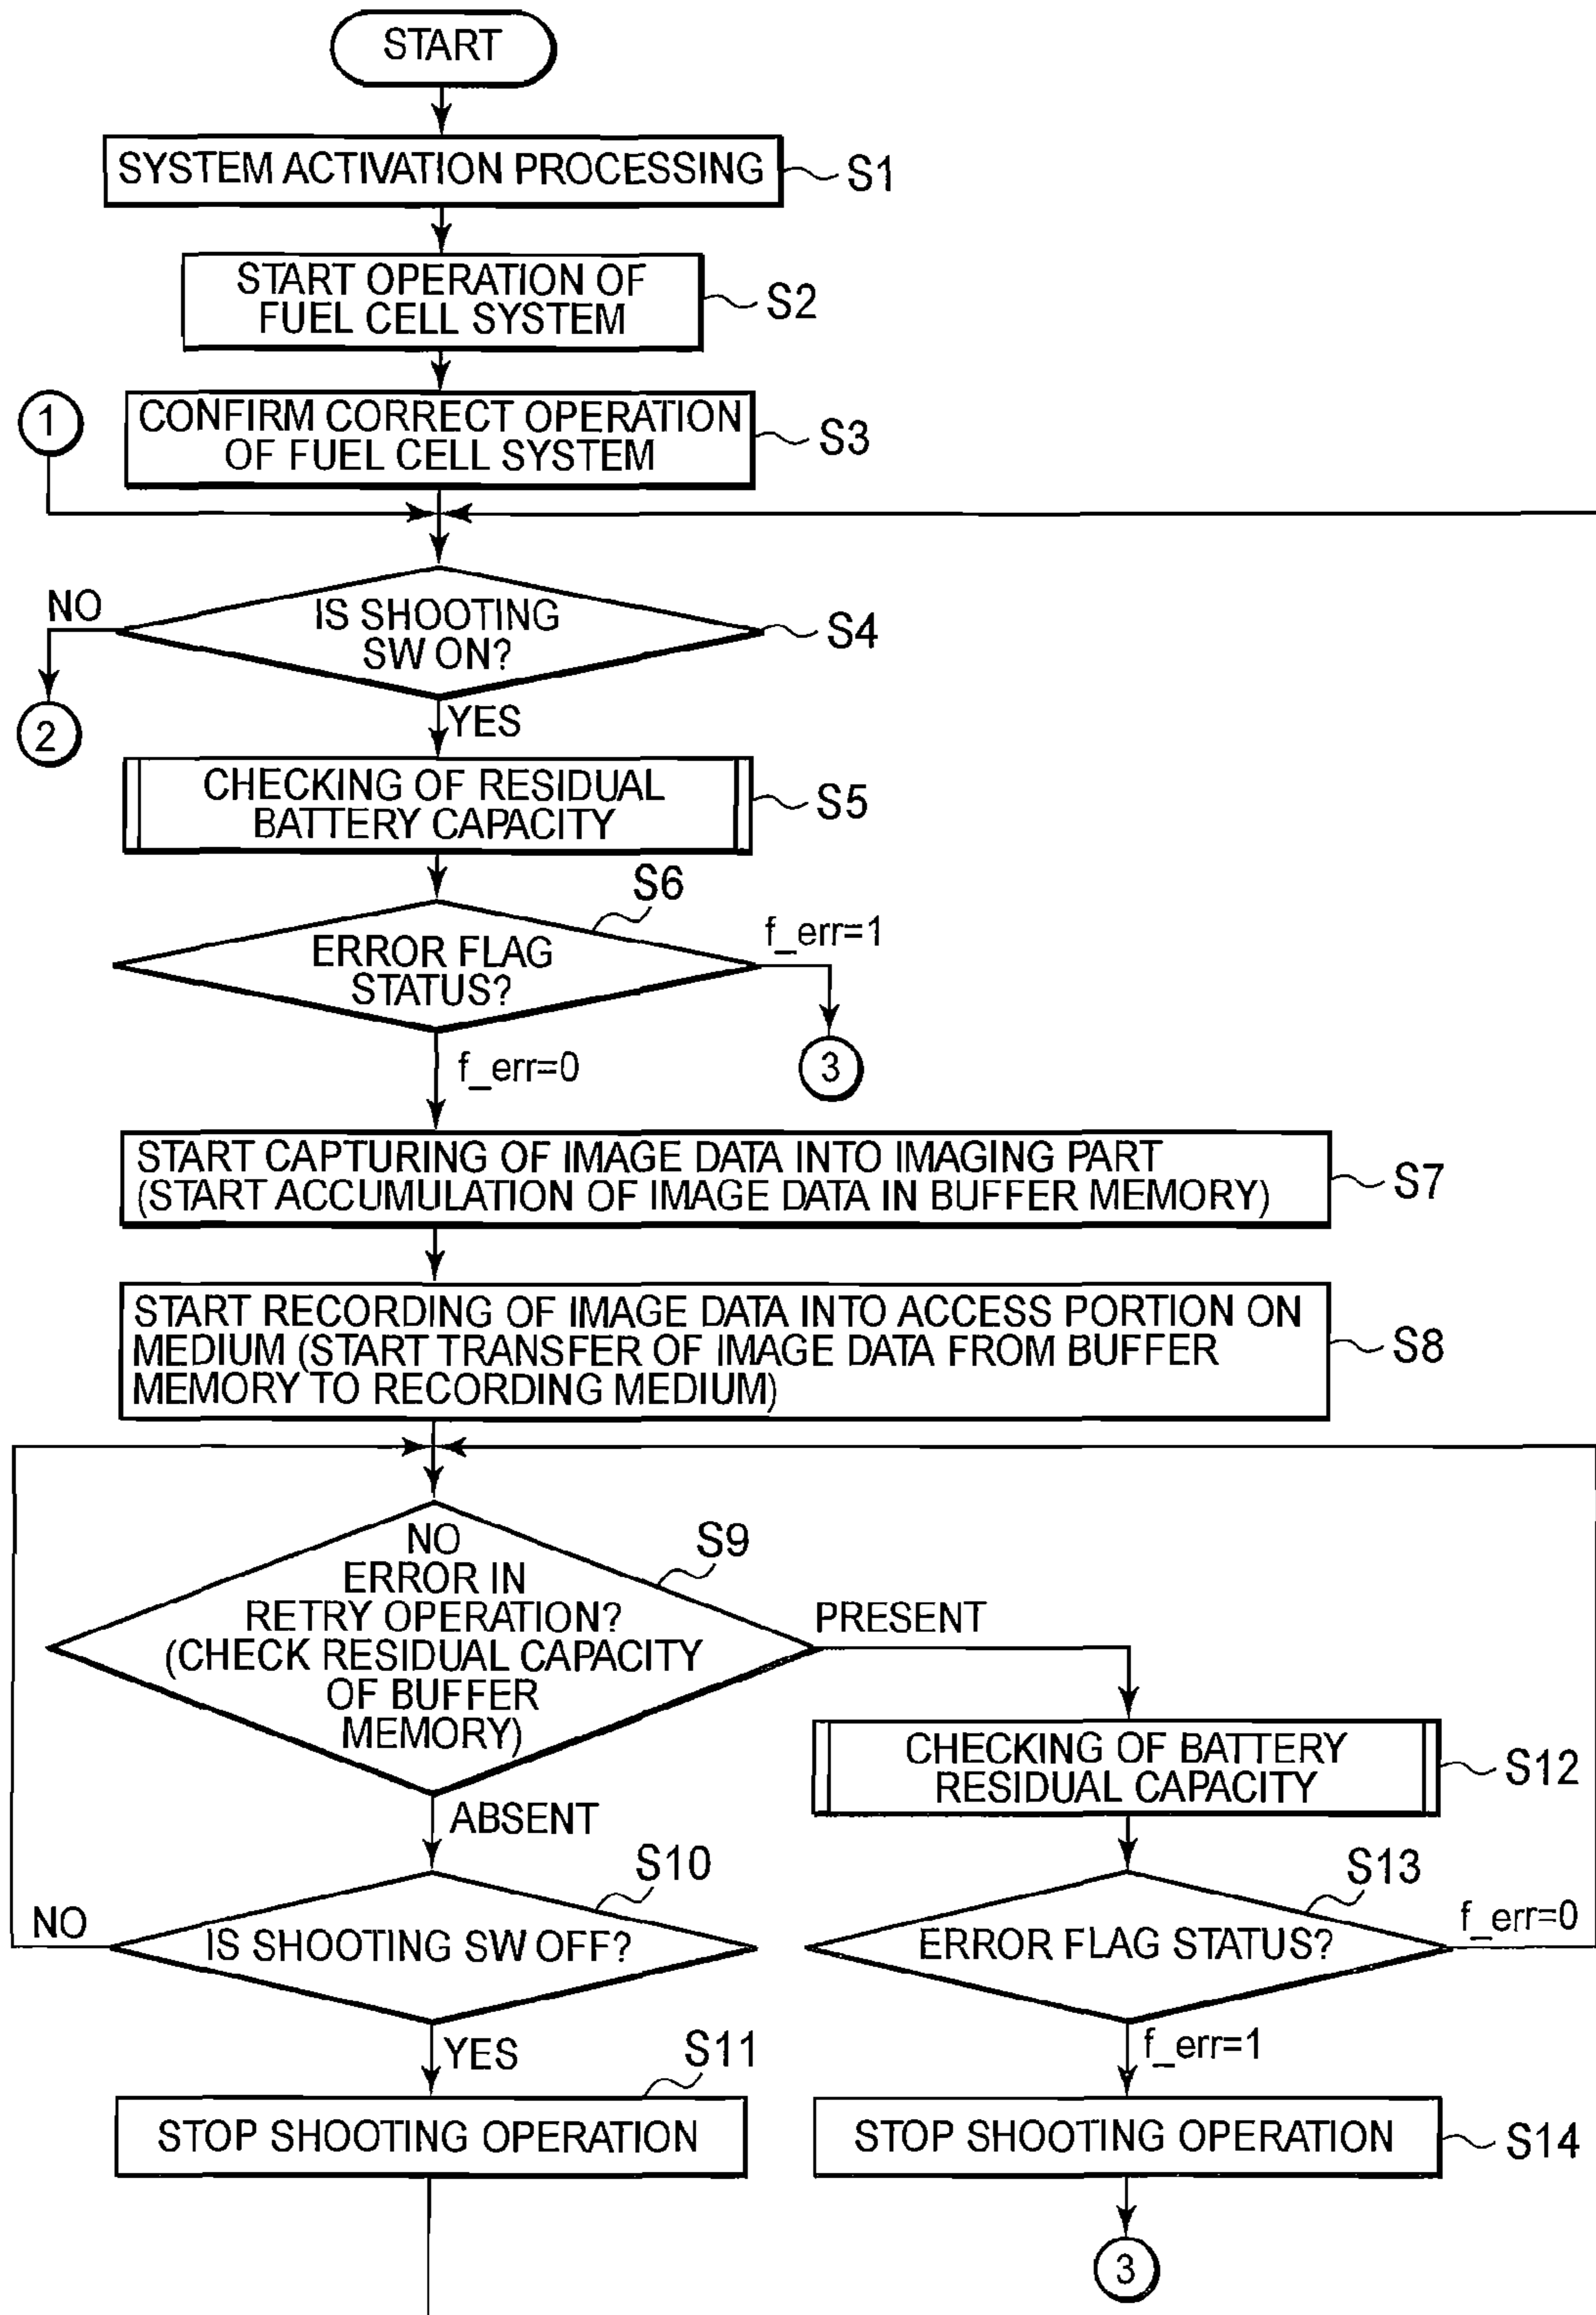 START
SYSTEM ACTIVATION PROCESSING
S1
START OPERATION OF
FUEL CELL SYSTEM
S2
1
CONFIRM CORRECT OPERATION
OF FUEL CELL SYSTEM
S3
NO
IS SHOOTING
SW ON?
S4
2
YES
CHECKING OF RESIDUAL
BATTERY CAPACITY
S5
S6
ERROR FLAG
STATUS?
f_err=1
3
f_err=0
START CAPTURING OF IMAGE DATA INTO IMAGING PART
(START ACCUMULATION OF IMAGE DATA IN BUFFER MEMORY)
S7
START RECORDING OF IMAGE DATA INTO ACCESS PORTION ON
MEDIUM (START TRANSFER OF IMAGE DATA FROM BUFFER
MEMORY TO RECORDING MEDIUM)
S8
NO
ERROR IN
RETRY OPERATION?
(CHECK RESIDUAL CAPACITY
OF BUFFER
MEMORY)
S9
PRESENT
CHECKING OF BATTERY
RESIDUAL CAPACITY
S12
ABSENT
S10
NO
IS SHOOTING SW OFF?
S13
ERROR FLAG STATUS?
f_err=0
YES
S11
f_err=1
STOP SHOOTING OPERATION
STOP SHOOTING OPERATION
S14
3